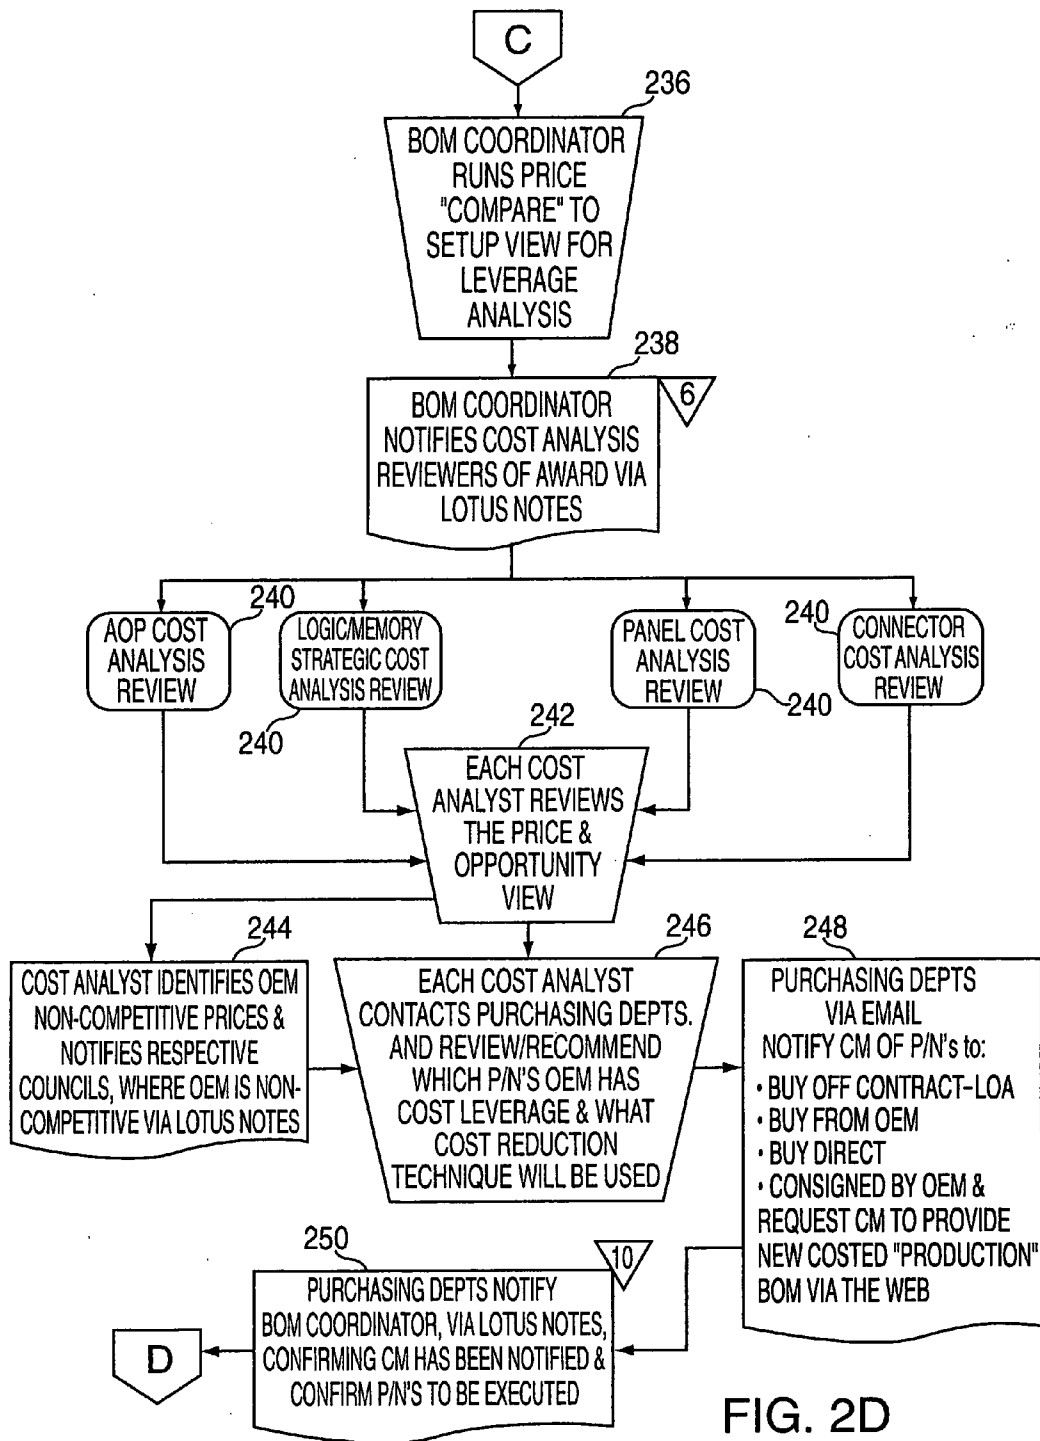 C
236
BOM COORDINATOR
RUNS PRICE
"COMPARE" TO
SETUP VIEW FOR
LEVERAGE
ANALYSIS
238
6
BOM COORDINATOR
NOTIFIES COST ANALYSIS
REVIEWERS OF AWARD VIA
LOTUS NOTES
240
AOP COST
ANALYSIS
REVIEW
LOGIC/MEMORY
STRATEGIC COST
ANALYSIS REVIEW
240
PANEL COST
ANALYSIS
REVIEW
240
240
CONNECTOR
COST ANALYSIS
REVIEW
242
EACH COST
ANALYST REVIEWS
THE PRICE &
OPPORTUNITY
VIEW
244
COST ANALYST IDENTIFIES OEM
NON-COMPETITIVE PRICES &
NOTIFIES RESPECTIVE
COUNCILS, WHERE OEM IS NON-
COMPETITIVE VIA LOTUS NOTES
246
EACH COST ANALYST
CONTACTS PURCHASING DEPTS.
AND REVIEW/RECOMMEND
WHICH P/N'S OEM HAS
COST LEVERAGE & WHAT
COST REDUCTION
TECHNIQUE WILL BE USED
248
PURCHASING DEPTS
VIA EMAIL
NOTIFY CM OF P/N's to:
• BUY OFF CONTRACT-LOA
• BUY FROM OEM
• BUY DIRECT
• CONSIGNED BY OEM &
REQUEST CM TO PROVIDE
NEW COSTED "PRODUCTION"
BOM VIA THE WEB
250
10
PURCHASING DEPTS NOTIFY
BOM COORDINATOR, VIA LOTUS NOTES,
CONFIRMING CM HAS BEEN NOTIFIED &
CONFIRM P/N'S TO BE EXECUTED
D
FIG. 2D